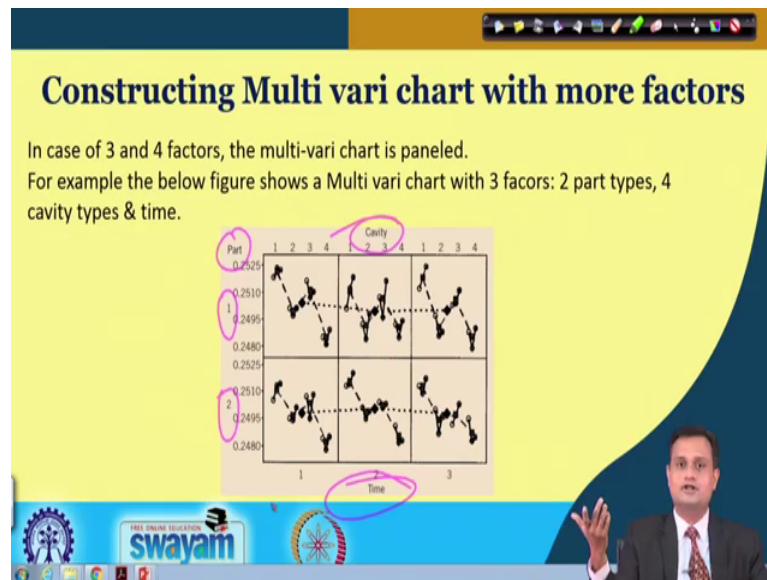 Constructing Multi vari chart with more factors
In case of 3 and 4 factors, the multi-vari chart is paneled.
For example the below figure shows a Multi vari chart with 3 facors: 2 part types, 4
cavity types & time.
Cavity
Part 1 2 3 4 1 2 3 4 1 2 3 4
0.2525
0.2510
1
0.2495
0.2480
0.2525
0.2510
2
0.2495
0.2480
1 2 3
Time
FREE ONLINE EDUCATION
swayam